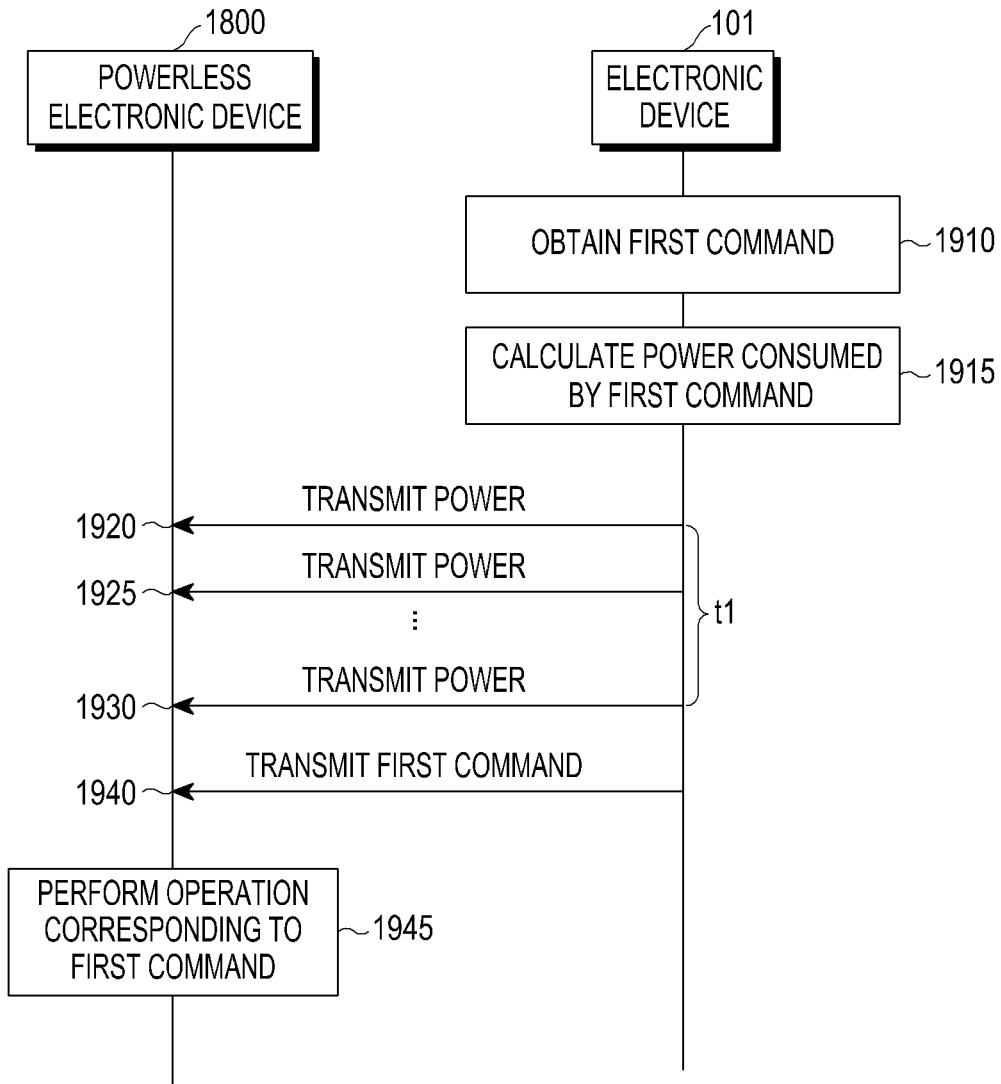 1800
101
POWERLESS
ELECTRONIC DEVICE
ELECTRONIC
DEVICE
OBTAIN FIRST COMMAND
1910
CALCULATE POWER CONSUMED
BY FIRST COMMAND
1915
TRANSMIT POWER
1920
TRANSMIT POWER
1925
...
t1
TRANSMIT POWER
1930
TRANSMIT FIRST COMMAND
1940
PERFORM OPERATION
CORRESPONDING TO
FIRST COMMAND
1945